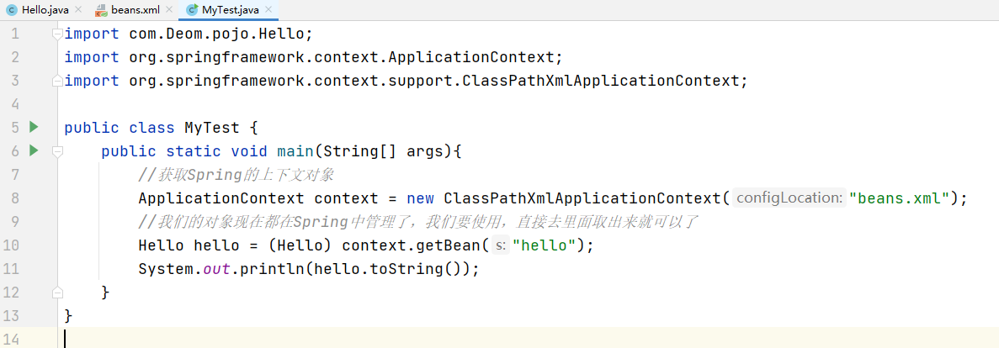 Hello.java beans.xml MyTest.java
1 import com.Deom.pojo.Hello;
2 import org.springframework.context.ApplicationContext;
3 import org.springframework.context.support.ClassPathXmlApplicationContext;
4
5 public class MyTest {
6 public static void main(String[] args){
7 //获取Spring的上下文对象
8 ApplicationContext context = new ClassPathXmlApplicationContext( configLocation: "beans.xml");
9 //我们的对象现在都在Spring中管理了，我们要使用，直接去里面取出来就可以了
10 Hello hello = (Hello) context.getBean( s: "hello");
11 System.out.println(hello.toString());
12 }
13 }
14